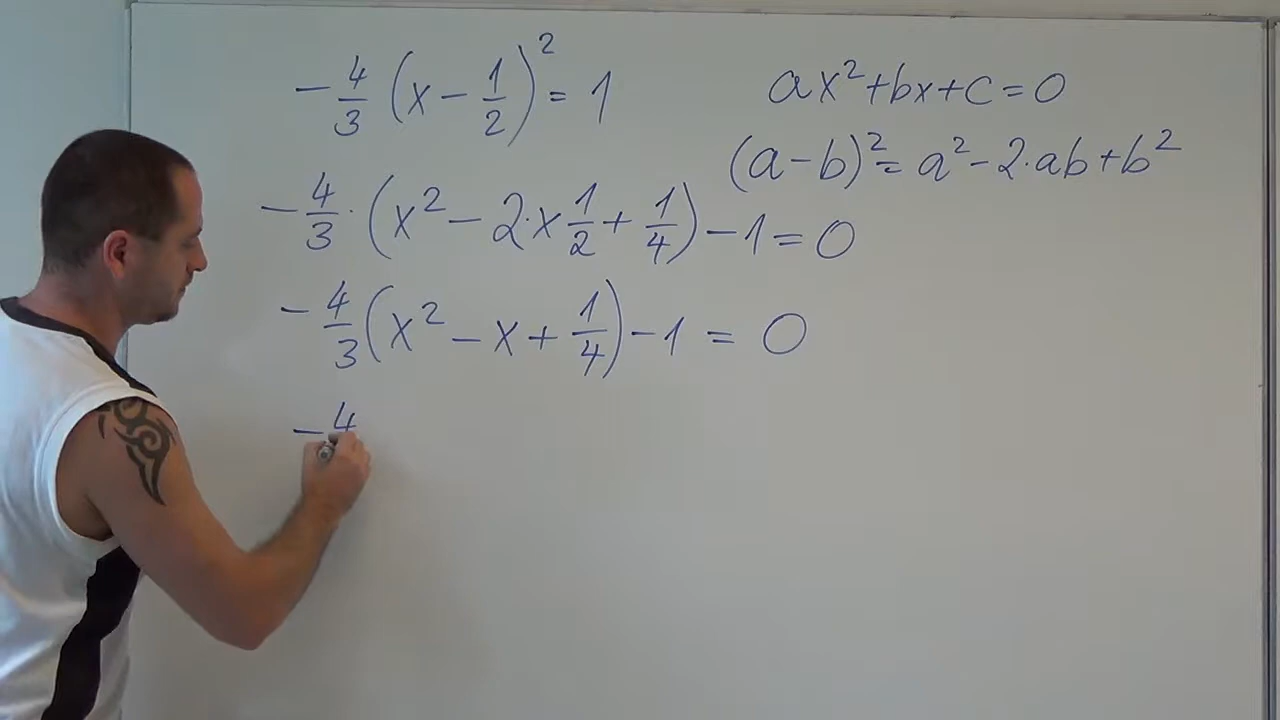 -4/3 (x - 1/2)² = 1
ax² + bx + c = 0
(a - b)² = a² - 2·ab + b²
-4/3 · (x² - 2·x 1/2 + 1/4) - 1 = 0
-4/3 (x² - x + 1/4) - 1 = 0
-4